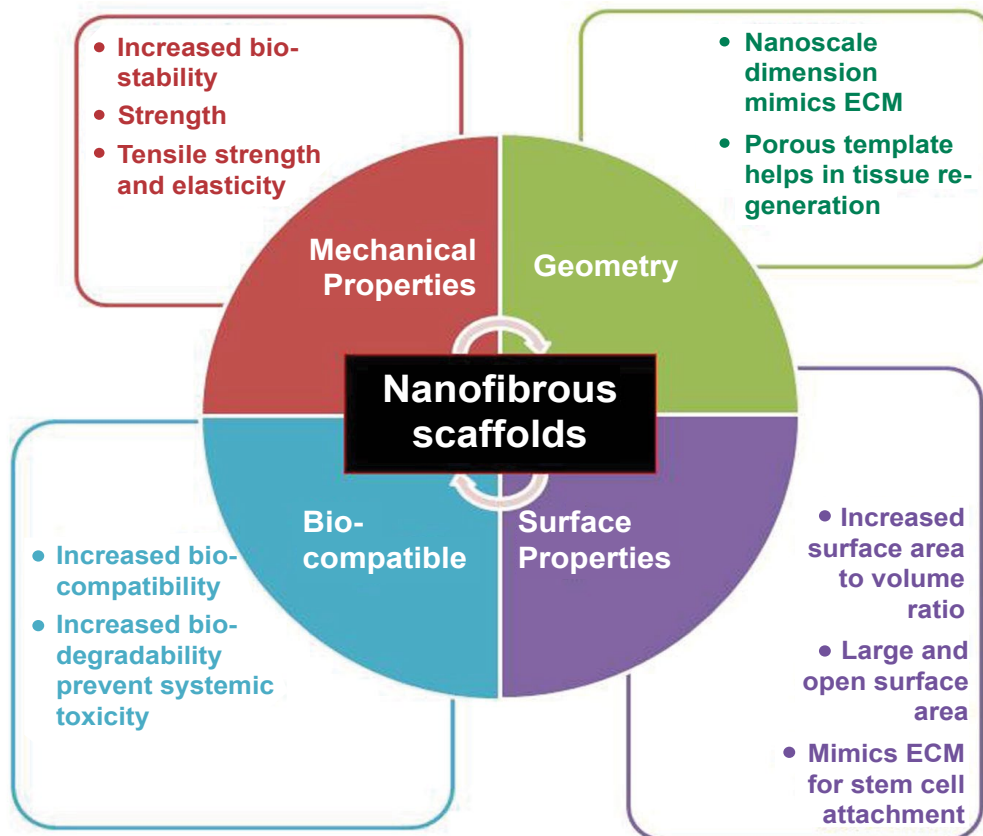 • Increased bio-
stability
• Strength
• Tensile strength
and elasticity
• Nanoscale
dimension
mimics ECM
• Porous template
helps in tissue re-
generation
Mechanical
Properties
Geometry
Nanofibrous
scaffolds
Bio-
compatible
Surface
Properties
• Increased bio-
compatibility
• Increased bio-
degradability
prevent systemic
toxicity
• Increased
surface area
to volume
ratio
• Large and
open surface
area
• Mimics ECM
for stem cell
attachment